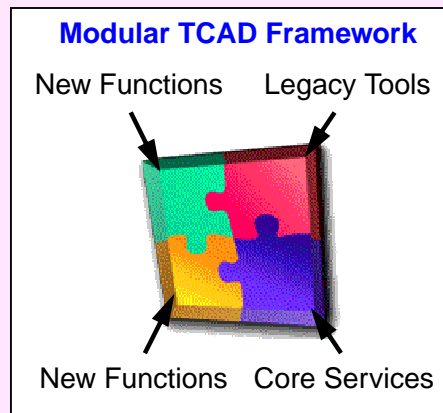 Modular TCAD Framework
New Functions Legacy Tools
New Functions Core Services